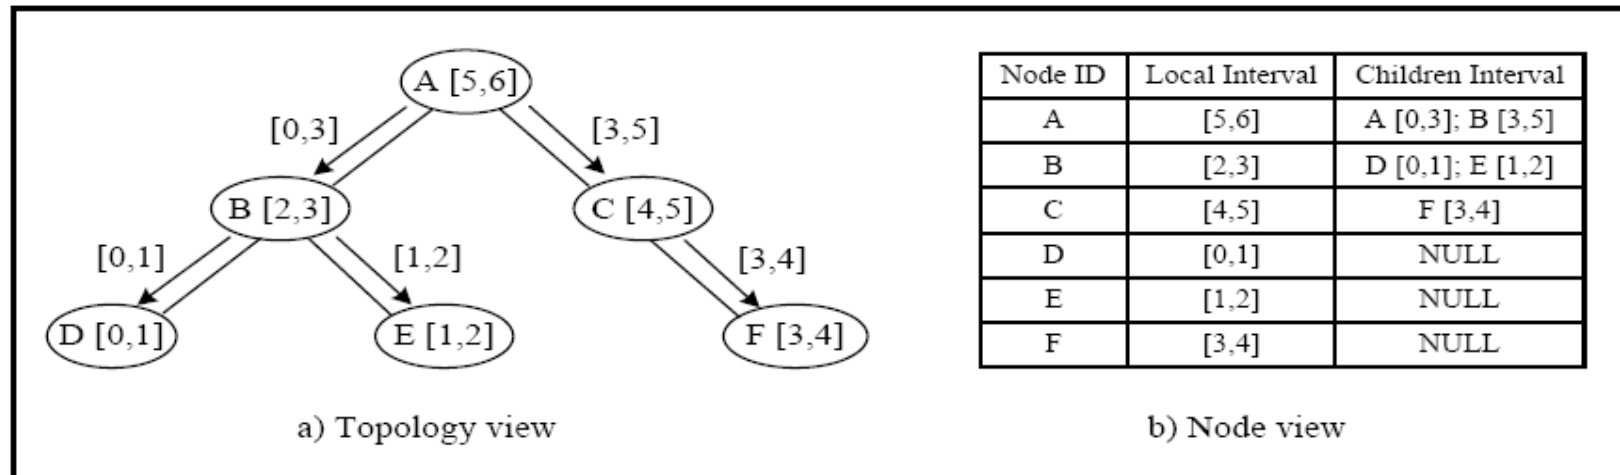 A [5,6]
[0,3]
[3,5]
B [2,3]
C [4,5]
[0,1]
[1,2]
[3,4]
D [0,1]
E [1,2]
F [3,4]
a) Topology view
Node ID Local Interval Children Interval
A [5,6] A [0,3]; B [3,5]
B [2,3] D [0,1]; E [1,2]
C [4,5] F [3,4]
D [0,1] NULL
E [1,2] NULL
F [3,4] NULL
b) Node view